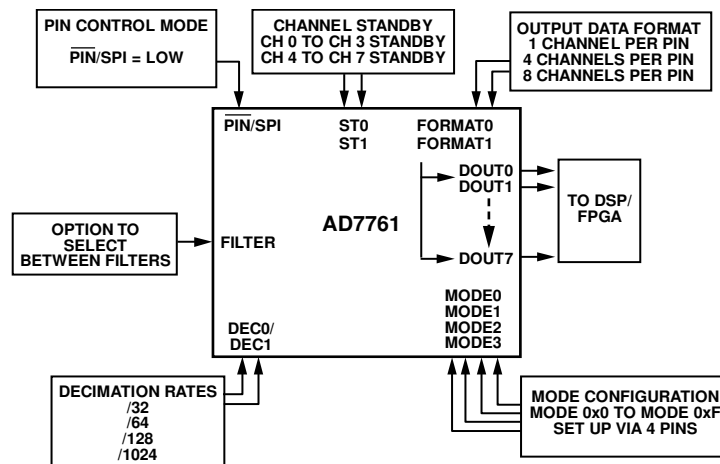 PIN CONTROL MODE
PIN/SPI = LOW
CHANNEL STANDBY
CH 0 TO CH 3 STANDBY
CH 4 TO CH 7 STANDBY
OUTPUT DATA FORMAT
1 CHANNEL PER PIN
4 CHANNELS PER PIN
8 CHANNELS PER PIN
PIN/SPI
ST0
ST1
FORMAT0
FORMAT1
DOUT0
DOUT1
DOUT7
TO DSP/
FPGA
AD7761
OPTION TO
SELECT
BETWEEN FILTERS
FILTER
MODE0
MODE1
MODE2
MODE3
DEC0/
DEC1
DECIMATION RATES
/32
/64
/128
/1024
MODE CONFIGURATION
MODE 0x0 TO MODE 0xF
SET UP VIA 4 PINS